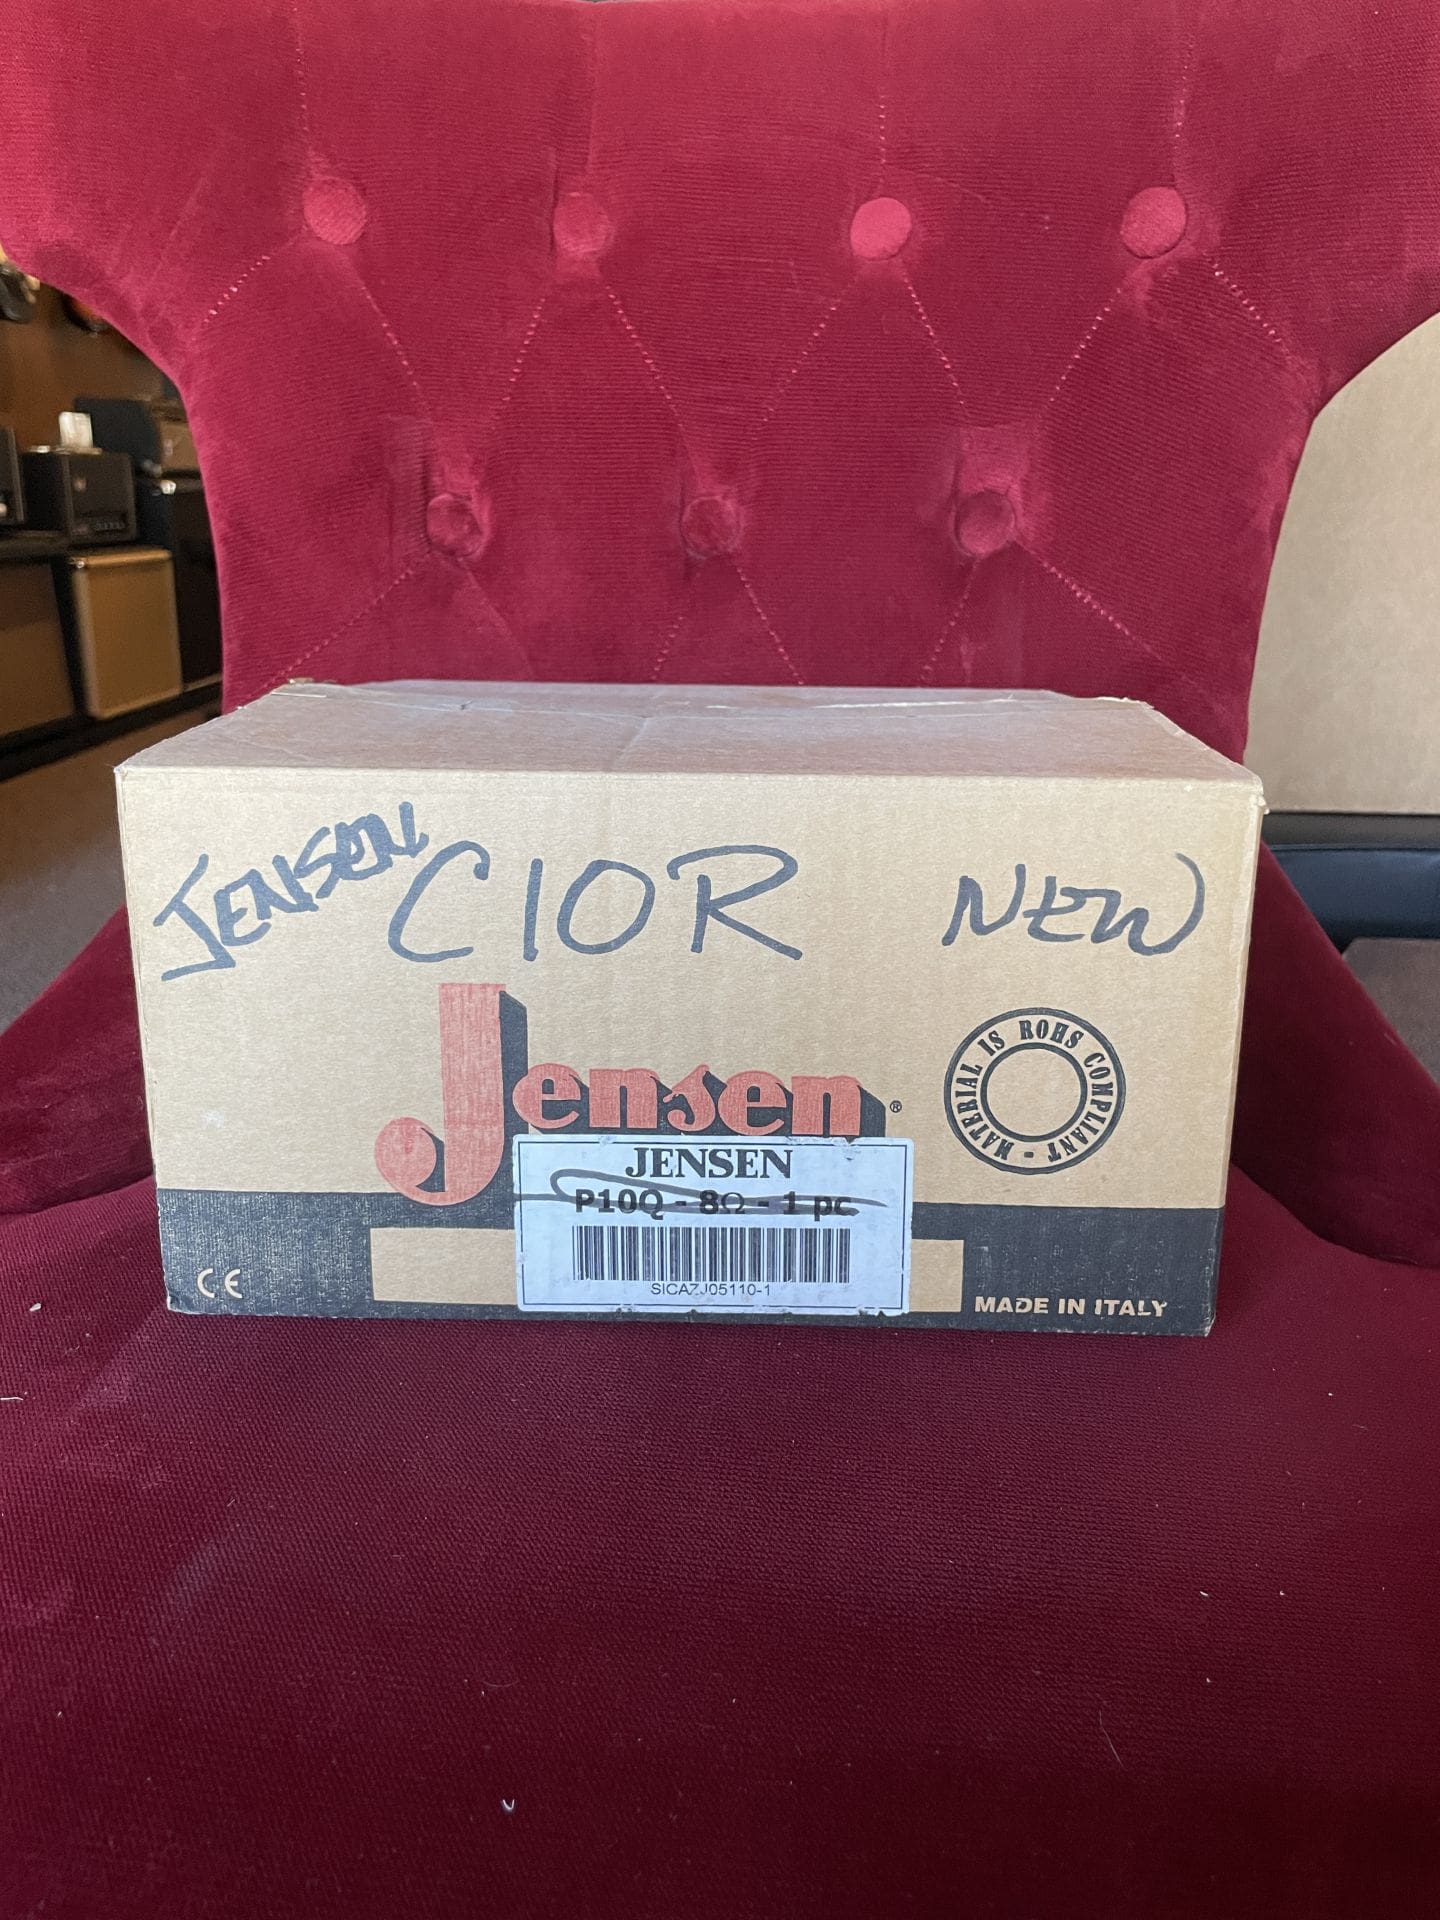 JENSEN C10R NEW
Jensen®
MATERIAL IS ROHS COMPLIANT -
JENSEN
P10Q - 8Ω - 1 pc
SICAZJ05110-1
CE
MADE IN ITALY